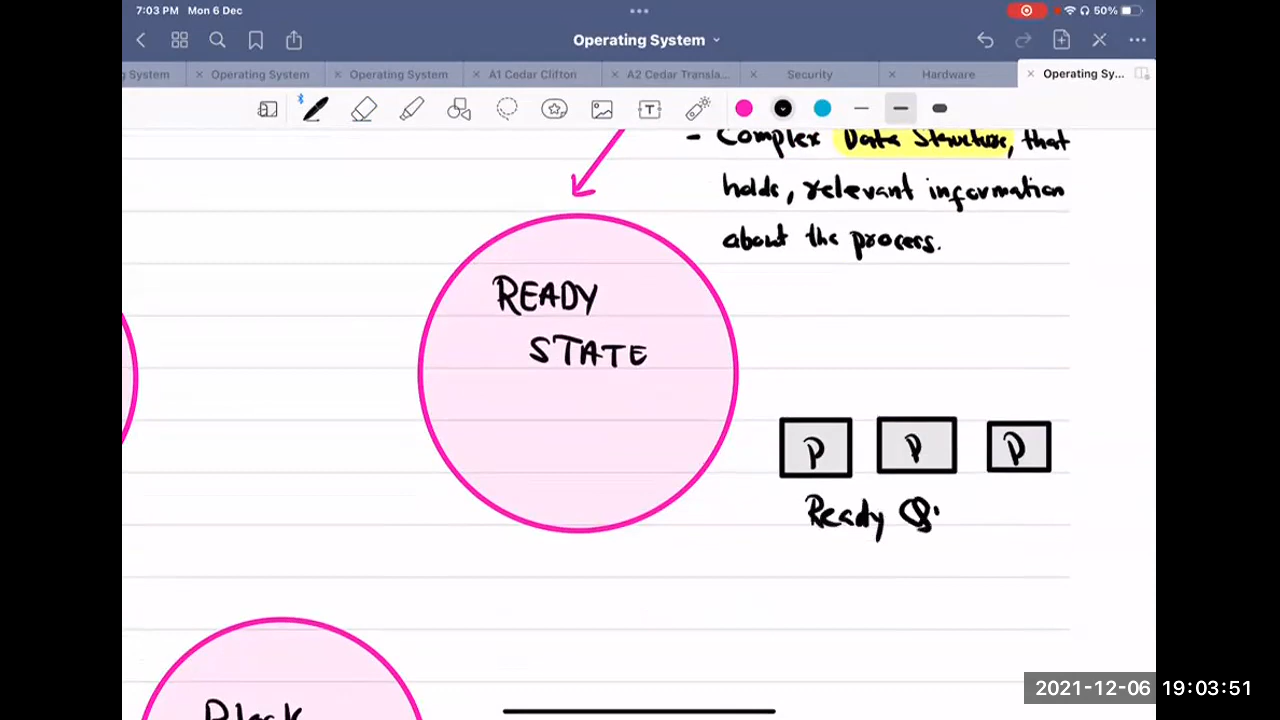 7:03 PM Mon 6 Dec
50%
Operating System
g System
Operating System
Operating System
A1 Cedar Clifton
A2 Cedar Transla...
Security
Hardware
Operating Sy...
- Complex Data Structure, that
holds, relevant information
about the process.
READY
STATE
P P P
Ready Q.
Block
2021-12-06 19:03:51